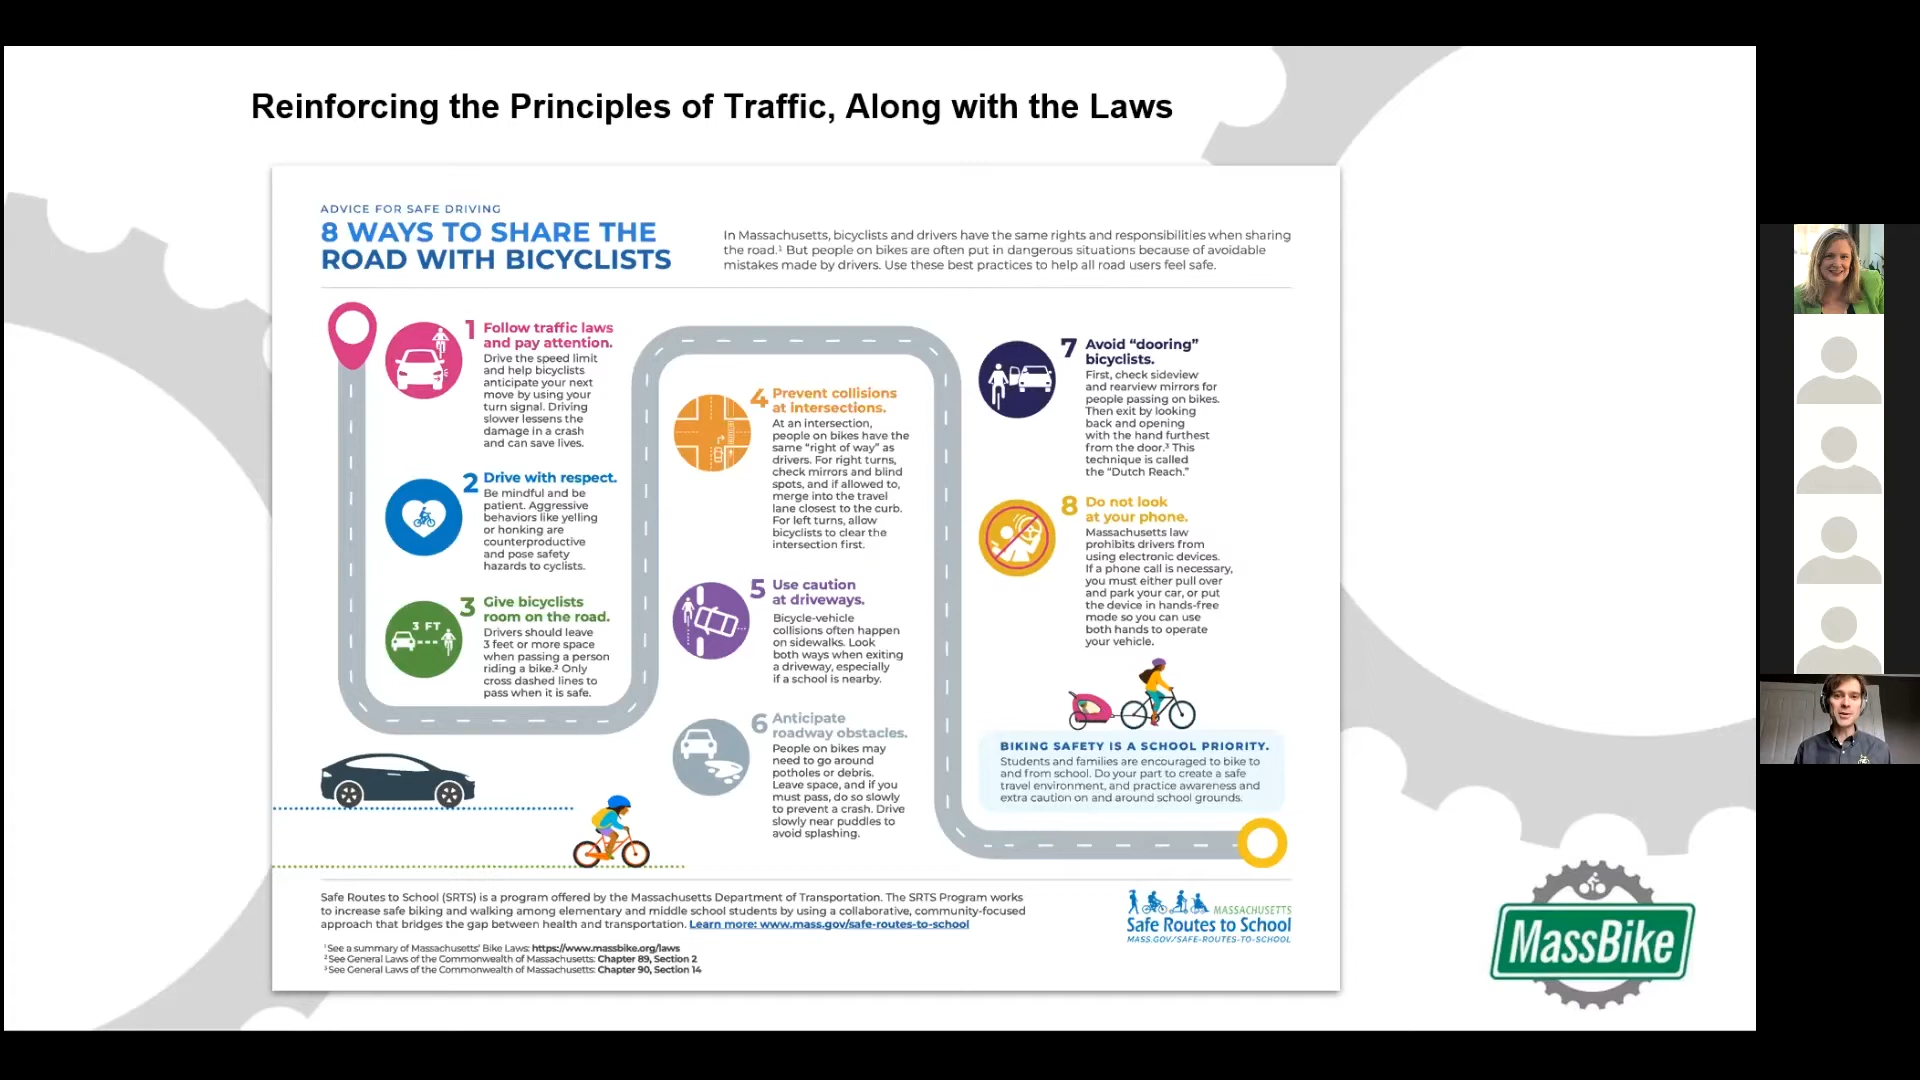 Reinforcing the Principles of Traffic, Along with the Laws
ADVICE FOR SAFE DRIVING
8 WAYS TO SHARE THE
ROAD WITH BICYCLISTS
In Massachusetts, bicyclists and drivers have the same rights and responsibilities when sharing
the road.¹ But people on bikes are often put in dangerous situations because of avoidable
mistakes made by drivers. Use these best practices to help all road users feel safe.
1 Follow traffic laws
and pay attention.
Drive the speed limit
and help bicyclists
anticipate your next
move by using your
turn signal. Driving
slower lessens the
damage in a crash
and can save lives.
2 Drive with respect.
Be mindful and be
patient. Aggressive
behaviors like yelling
or honking are
counterproductive
and pose safety
hazards to cyclists.
3 FT
3 Give bicyclists
room on the road.
Drivers should leave
3 feet or more space
when passing a person
riding a bike.² Only
cross dashed lines to
pass when it is safe.
4 Prevent collisions
at intersections.
At an intersection,
people on bikes have the
same “right of way” as
drivers. For right turns,
check mirrors and blind
spots, and if allowed to,
merge into the travel
lane closest to the curb.
For left turns, allow
bicyclists to clear the
intersection first.
5 Use caution
at driveways.
Bicycle-vehicle
collisions often happen
on sidewalks. Look
both ways when exiting
a driveway, especially
if a school is nearby.
6 Anticipate
roadway obstacles.
People on bikes may
need to go around
potholes or debris.
Leave space, and if you
must pass, do so slowly
to prevent a crash. Drive
slowly near puddles to
avoid splashing.
7 Avoid “dooring”
bicyclists.
First, check sideview
and rearview mirrors for
people passing on bikes.
Then exit by looking
back and opening
with the hand furthest
from the door.³ This
technique is called
the “Dutch Reach.”
8 Do not look
at your phone.
Massachusetts law
prohibits drivers from
using electronic devices.
If a phone call is necessary,
you must either pull over
and park your car, or put
the device in hands-free
mode so you can use
both hands to operate
your vehicle.
BIKING SAFETY IS A SCHOOL PRIORITY.
Students and families are encouraged to bike to
and from school. Do your part to create a safe
travel environment, and practice awareness and
extra caution on and around school grounds.
Safe Routes to School (SRTS) is a program offered by the Massachusetts Department of Transportation. The SRTS Program works
to increase safe biking and walking among elementary and middle school students by using a collaborative, community-focused
approach that bridges the gap between health and transportation. Learn more: www.mass.gov/safe-routes-to-school
¹ See a summary of Massachusetts’ Bike Laws: https://www.massbike.org/laws
² See General Laws of the Commonwealth of Massachusetts: Chapter 89, Section 2
³ See General Laws of the Commonwealth of Massachusetts: Chapter 90, Section 14
MASSACHUSETTS
Safe Routes to School
MASS.GOV/SAFE-ROUTES-TO-SCHOOL
MassBike